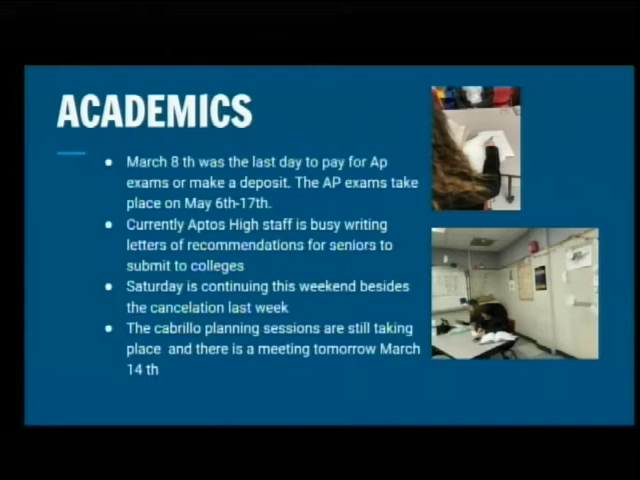 ACADEMICS
March 8 th was the last day to pay for Ap
exams or make a deposit. The AP exams take
place on May 6th-17th.
Currently Aptos High staff is busy writing
letters of recommendations for seniors to
submit to colleges
Saturday is continuing this weekend besides
the cancelation last week
The cabrillo planning sessions are still taking
place and there is a meeting tomorrow March
14 th